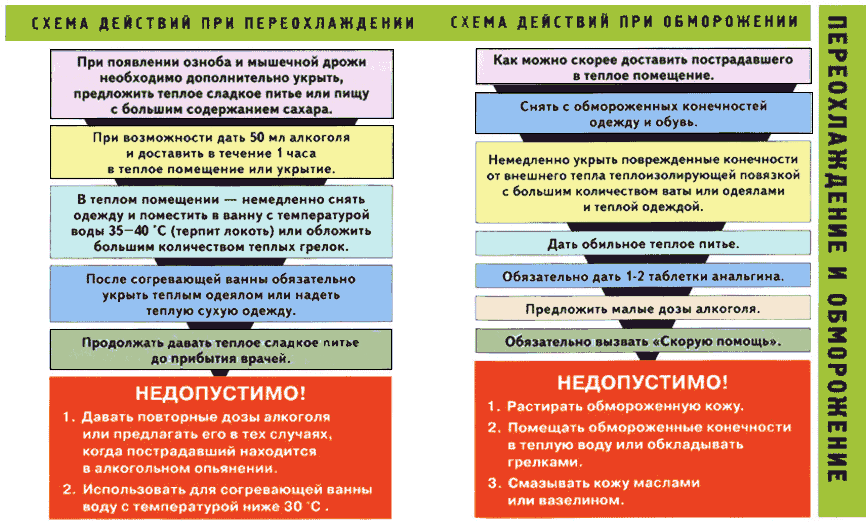 СХЕМА ДЕЙСТВИЙ ПРИ ПЕРЕОХЛАЖДЕНИИ
При появлении озноба и мышечной дрожи
необходимо дополнительно укрыть,
предложить теплое сладкое питье или пищу
с большим содержанием сахара.
При возможности дать 50 мл алкоголя
и доставить в течение 1 часа
в теплое помещение или укрытие.
В теплом помещении — немедленно снять
одежду и поместить в ванну с температурой
воды 35–40 °С (терпит локоть) или обложить
большим количеством теплых грелок.
После согревающей ванны обязательно
укрыть теплым одеялом или надеть
теплую сухую одежду.
Продолжать давать теплое сладкое питье
до прибытия врачей.
НЕДОПУСТИМО!
1. Давать повторные дозы алкоголя
или предлагать его в тех случаях,
когда пострадавший находится
в алкогольном опьянении.
2. Использовать для согревающей ванны
воду с температурой ниже 30 °С .
СХЕМА ДЕЙСТВИЙ ПРИ ОБМОРОЖЕНИИ
Как можно скорее доставить пострадавшего
в теплое помещение.
Снять с обмороженных конечностей
одежду и обувь.
Немедленно укрыть поврежденные конечности
от внешнего тепла теплоизолирующей повязкой
с большим количеством ваты или одеялами
и теплой одеждой.
Дать обильное теплое питье.
Обязательно дать 1-2 таблетки анальгина.
Предложить малые дозы алкоголя.
Обязательно вызвать «Скорую помощь».
НЕДОПУСТИМО!
1. Растирать обмороженную кожу.
2. Помещать обмороженные конечности
в теплую воду или обкладывать
грелками.
3. Смазывать кожу маслами
или вазелином.
ПЕРЕОХЛАЖДЕНИЕ И ОБМОРОЖЕНИЕ